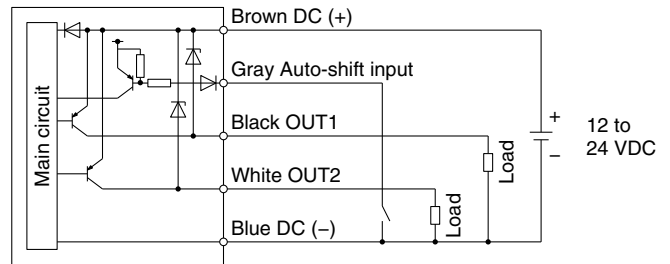 Brown DC (+)
Gray Auto-shift input
Black OUT1
White OUT2
Blue DC (−)
Main circuit
Load
Load
+
−
12 to
24 VDC